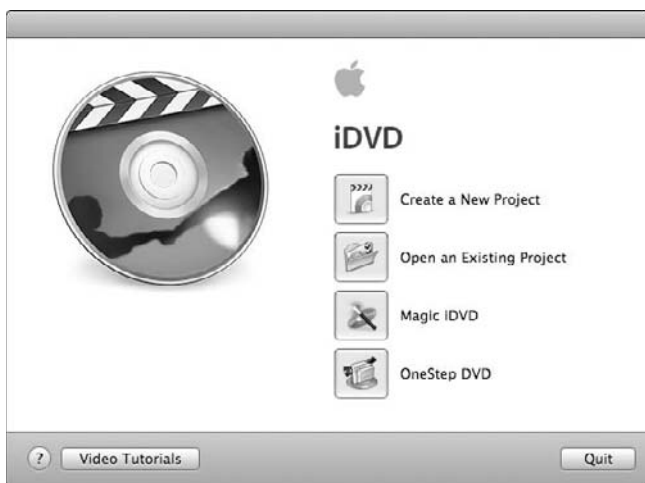 iDVD
Create a New Project
Open an Existing Project
Magic iDVD
OneStep DVD
? Video Tutorials Quit